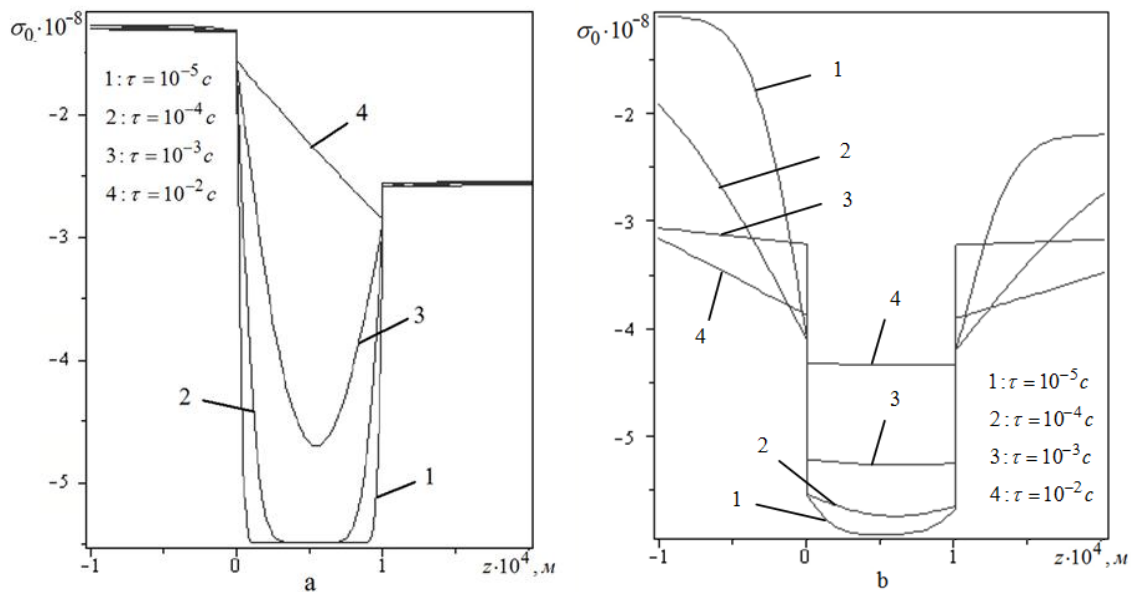 σ₀·10⁻⁸
1: τ = 10⁻⁵ c
2: τ = 10⁻⁴ c
3: τ = 10⁻³ c
4: τ = 10⁻² c
4
3
2
1
-2
-3
-4
-5
-1
0
1
z·10⁴, м
a
σ₀·10⁻⁸
1
2
3
4
4
3
2
1
1: τ = 10⁻⁵ c
2: τ = 10⁻⁴ c
3: τ = 10⁻³ c
4: τ = 10⁻² c
-2
-3
-4
-5
-1
0
1
z·10⁴, м
b